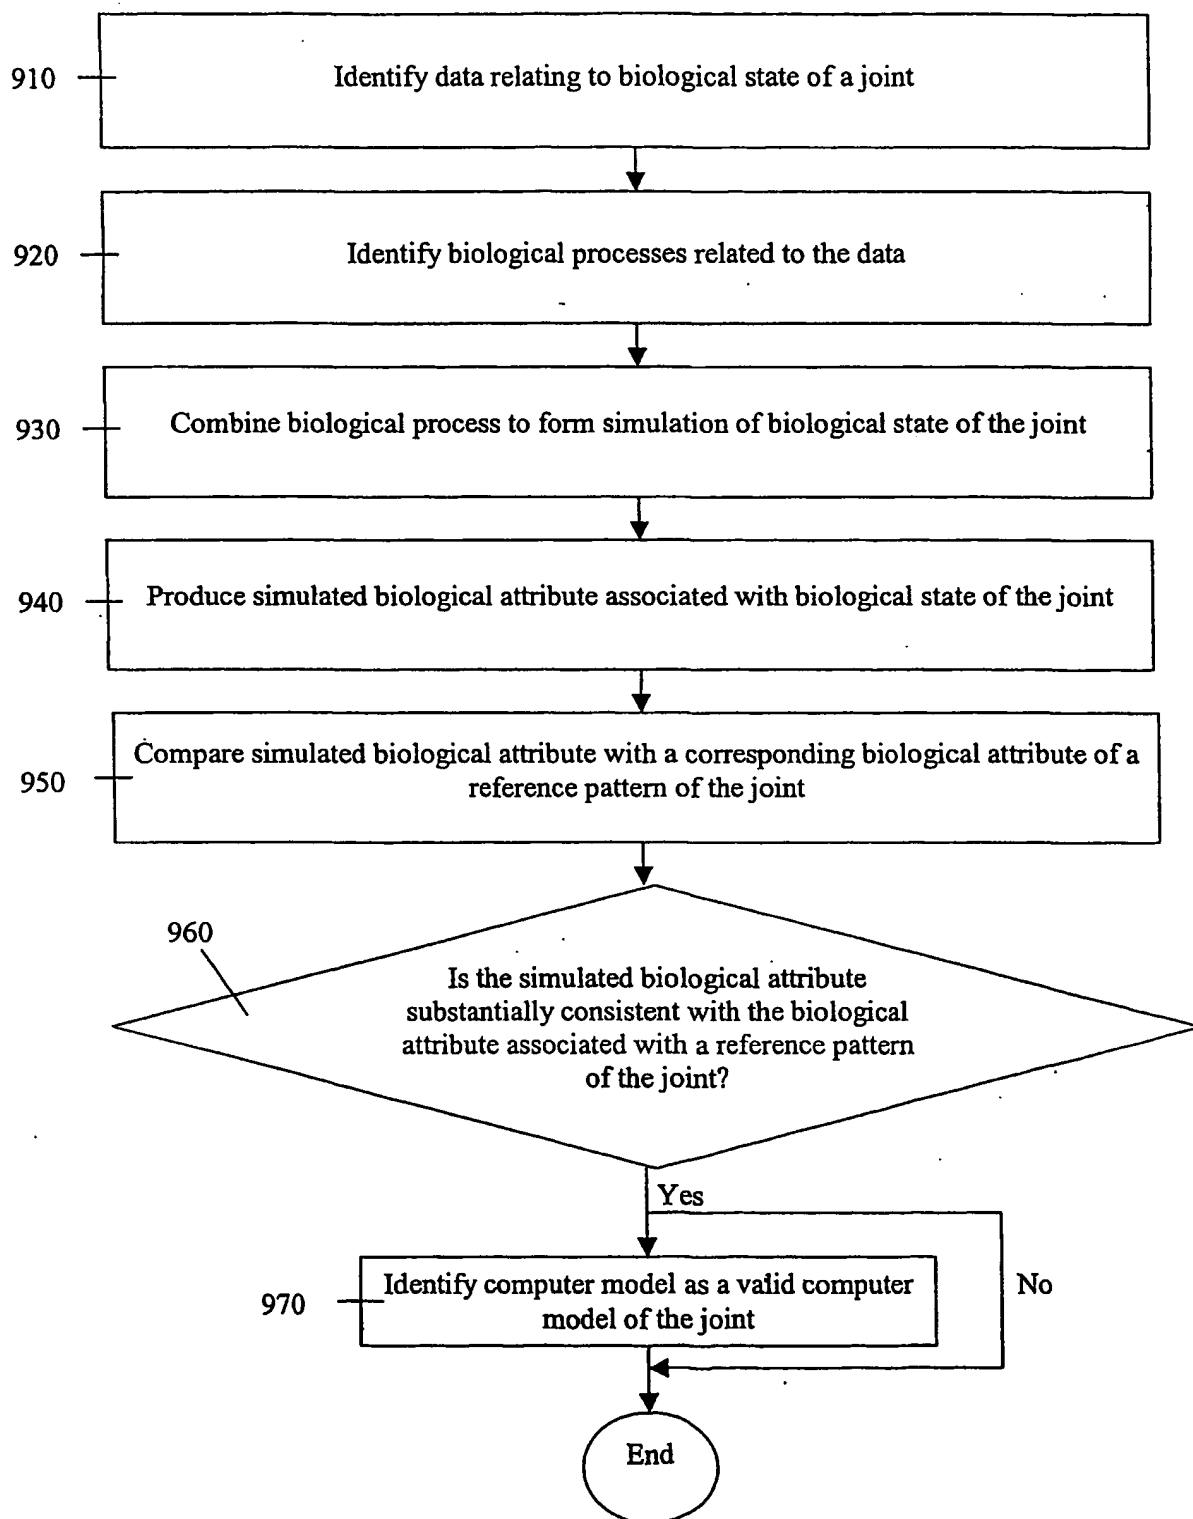 910
Identify data relating to biological state of a joint
920
Identify biological processes related to the data
930
Combine biological process to form simulation of biological state of the joint
940
Produce simulated biological attribute associated with biological state of the joint
950
Compare simulated biological attribute with a corresponding biological attribute of a
reference pattern of the joint
960
Is the simulated biological attribute
substantially consistent with the biological
attribute associated with a reference pattern
of the joint?
Yes
No
970
Identify computer model as a valid computer
model of the joint
End